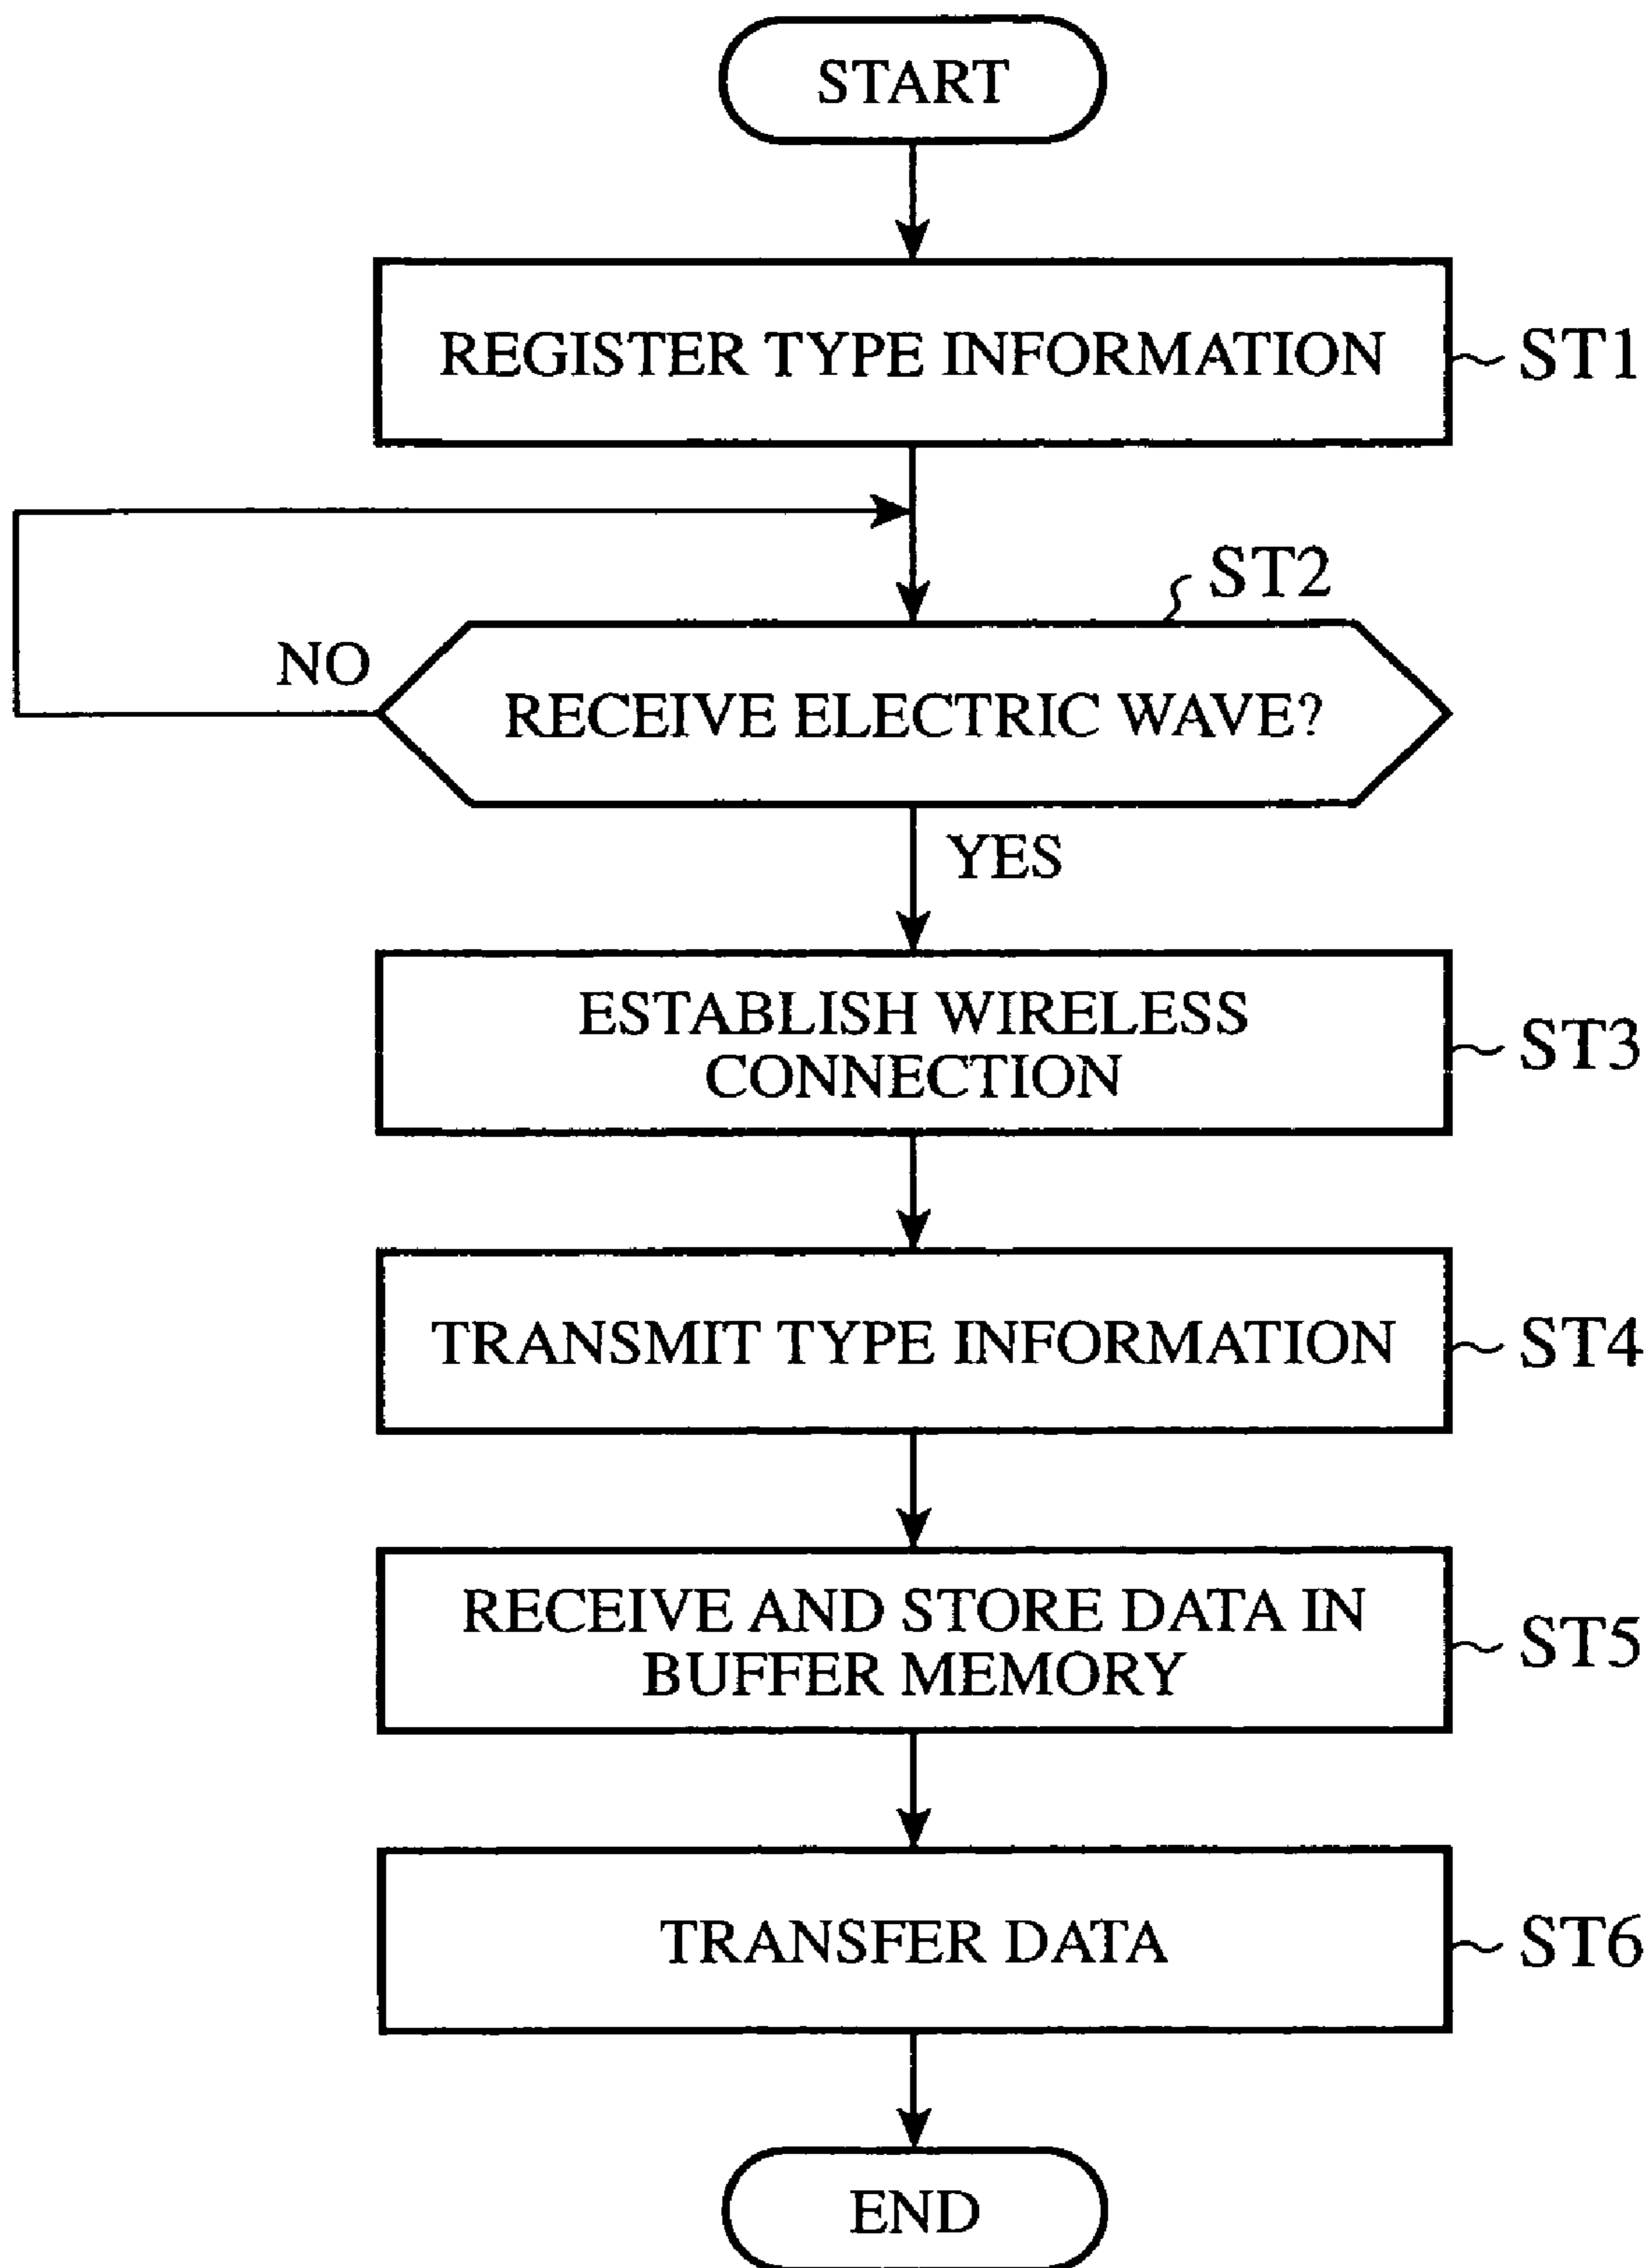 START
REGISTER TYPE INFORMATION
ST1
ST2
NO
RECEIVE ELECTRIC WAVE?
YES
ESTABLISH WIRELESS
CONNECTION
ST3
TRANSMIT TYPE INFORMATION
ST4
RECEIVE AND STORE DATA IN
BUFFER MEMORY
ST5
TRANSFER DATA
ST6
END